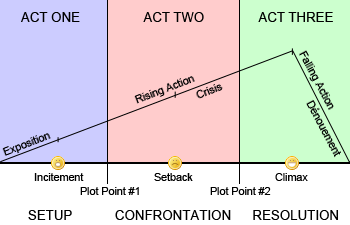 ACT ONE
ACT TWO
ACT THREE
Exposition
Rising Action
Crisis
Falling Action
Dénouement
Incitement
Setback
Climax
Plot Point #1
Plot Point #2
SETUP
CONFRONTATION
RESOLUTION